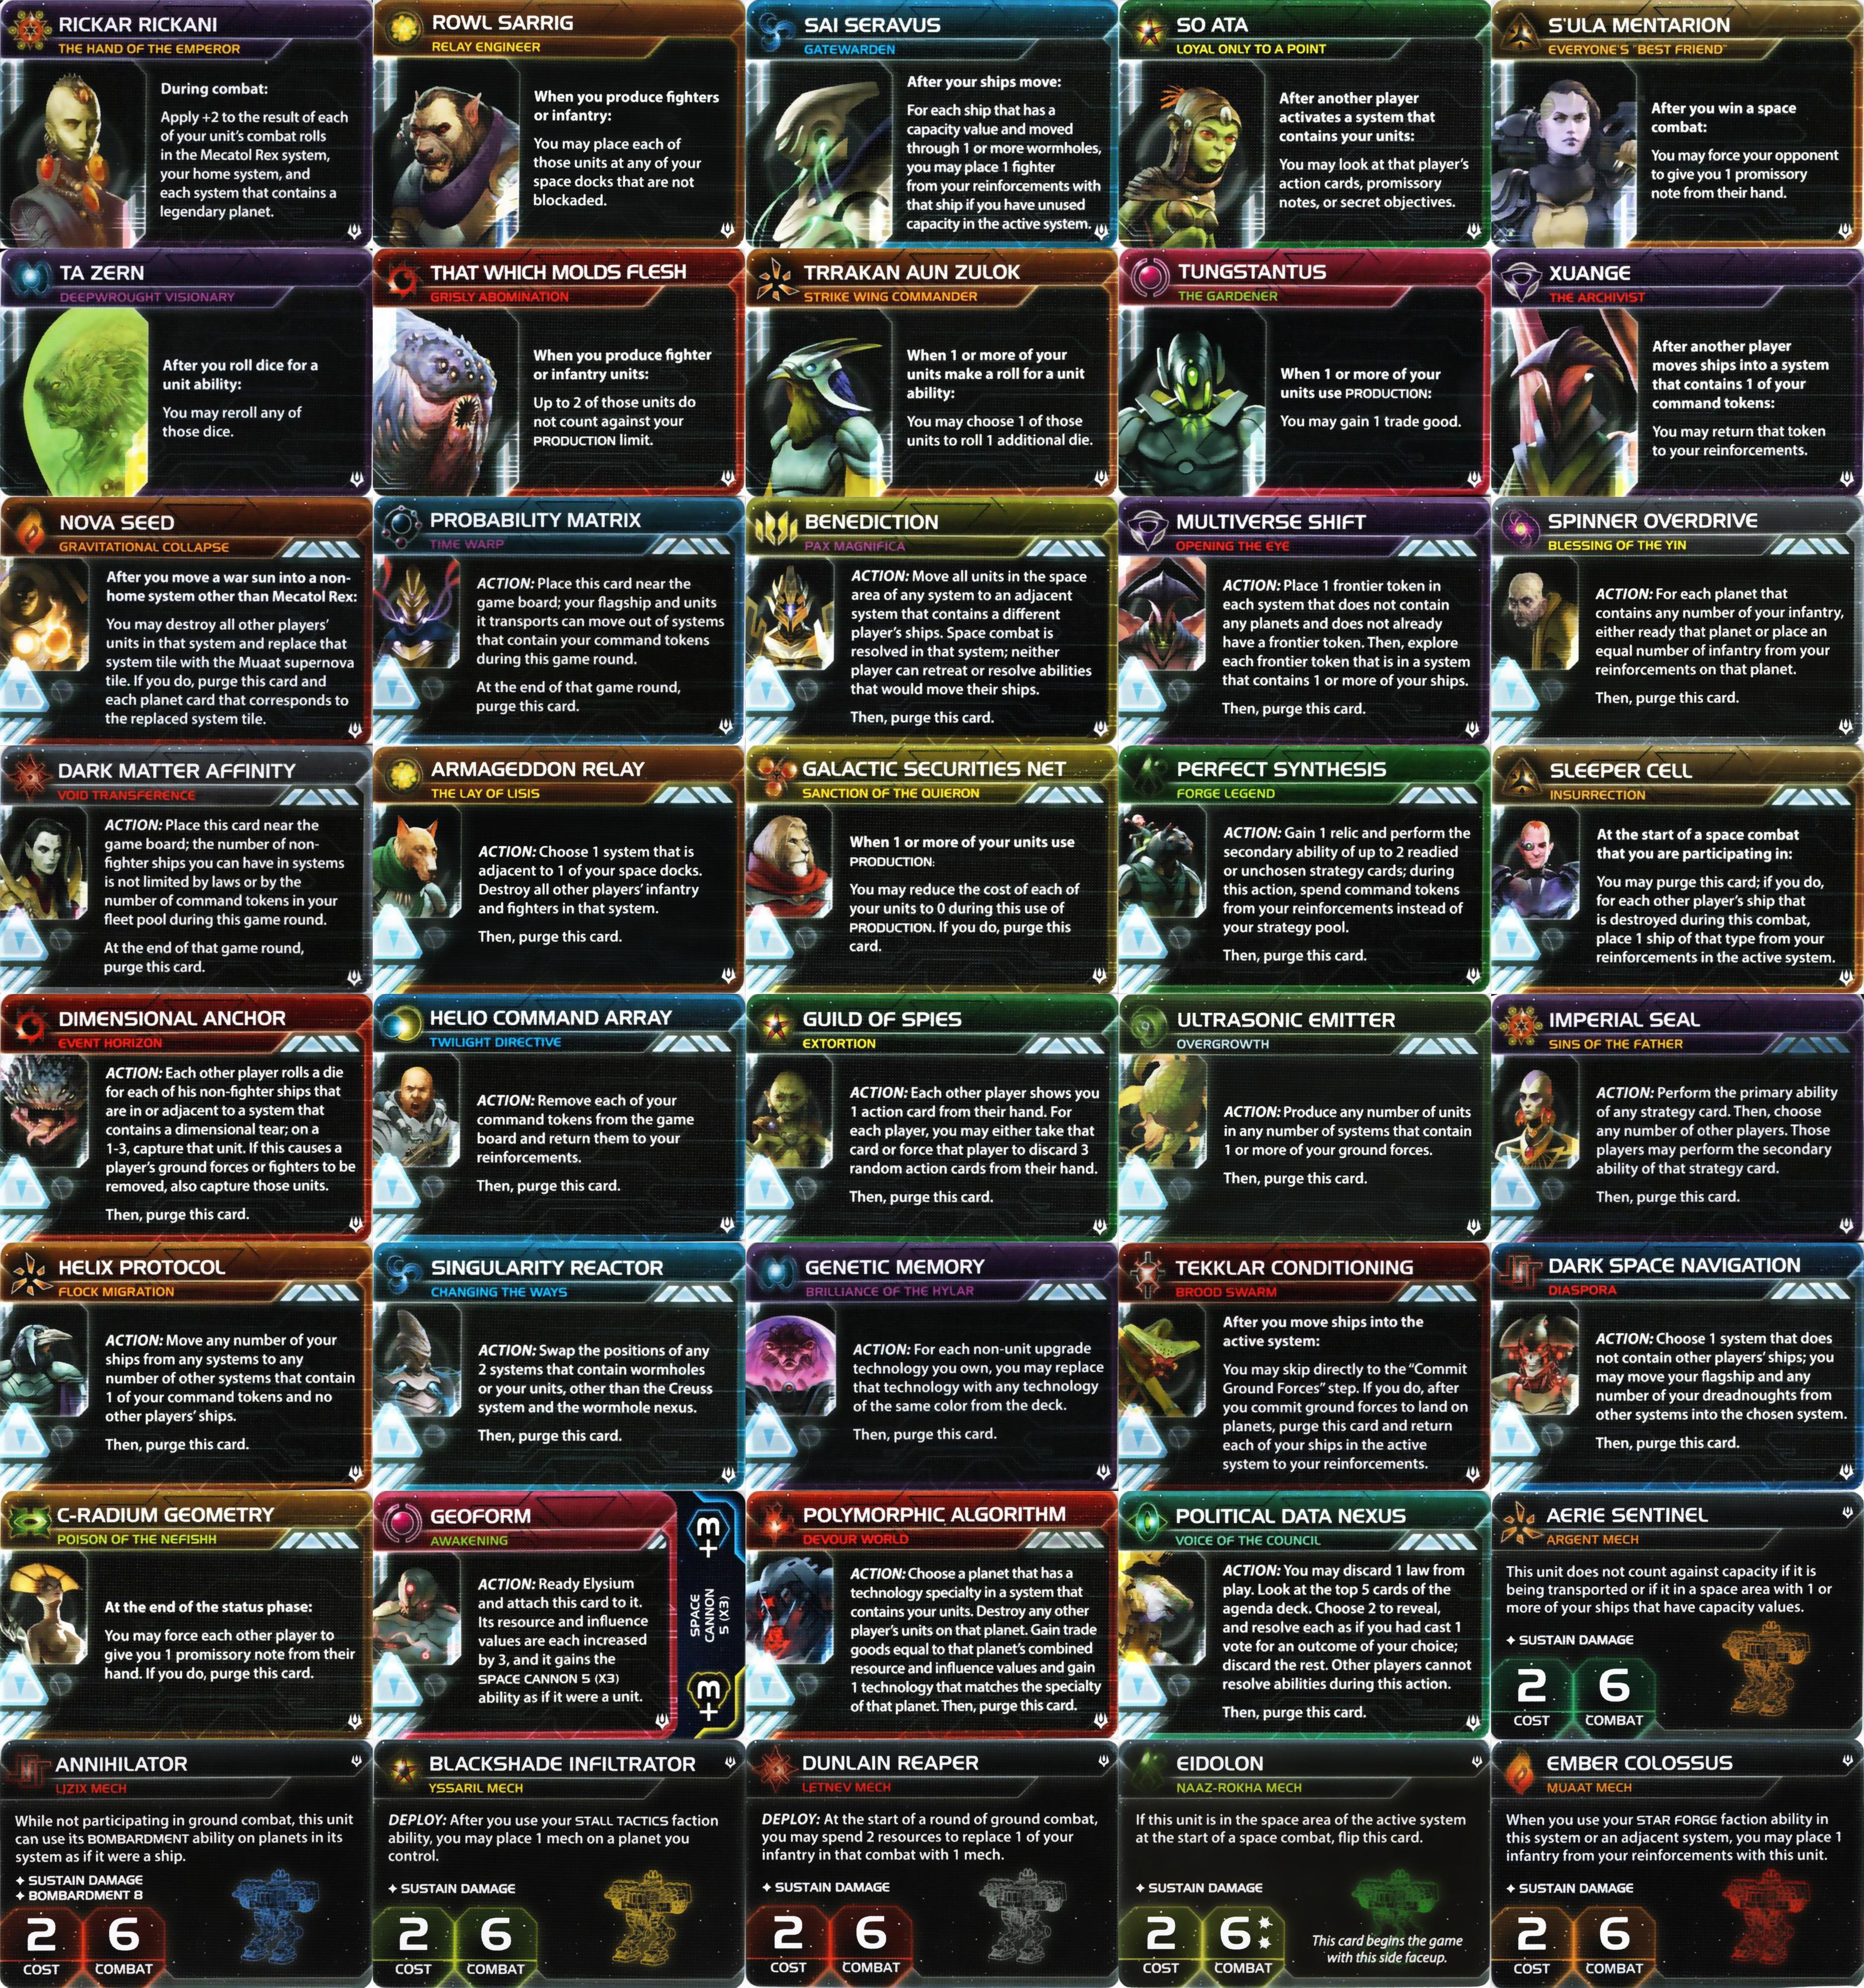 RICKAR RICKANI
THE HAND OF THE EMPEROR
During combat:
Apply +2 to the result of each
of your unit's combat rolls
in the Mecatol Rex system,
your home system, and
each system that contains a
legendary planet.
ROWL SARRIG
RELAY ENGINEER
When you produce fighters
or infantry:
You may place each of
those units at any of your
space docks that are not
blockaded.
SAI SERAVUS
GATEWARDEN
After your ships move:
For each ship that has a
capacity value and moved
through 1 or more wormholes,
you may place 1 fighter
from your reinforcements with
that ship if you have unused
capacity in the active system.
SO ATA
LOYAL ONLY TO A POINT
After another player
activates a system that
contains your units:
You may look at that player's
action cards, promissory
notes, or secret objectives.
S'ULA MENTARION
EVERYONE'S "BEST FRIEND"
After you win a space
combat:
You may force your opponent
to give you 1 promissory
note from their hand.
TA ZERN
DEEPWROUGHT VISIONARY
After you roll dice for a
unit ability:
You may reroll any of
those dice.
THAT WHICH MOLDS FLESH
GRISLY ABOMINATION
When you produce fighter
or infantry units:
Up to 2 of those units do
not count against your
PRODUCTION limit.
TRRAKAN AUN ZULOK
STRIKE WING COMMANDER
When 1 or more of your
units make a roll for a unit
ability:
You may choose 1 of those
units to roll 1 additional die.
TUNGSTANTUS
THE GARDENER
When 1 or more of your
units use PRODUCTION:
You may gain 1 trade good.
XUANGE
THE ARCHIVIST
After another player
moves ships into a system
that contains 1 of your
command tokens:
You may return that token
to your reinforcements.
NOVA SEED
GRAVITATIONAL COLLAPSE
After you move a war sun into a non-
home system other than Mecatol Rex:
You may destroy all other players'
units in that system and replace that
system tile with the Muaat supernova
tile. If you do, purge this card and
each planet card that corresponds to
the replaced system tile.
PROBABILITY MATRIX
TIME WARP
ACTION: Place this card near the
game board; your flagship and units
it transports can move out of systems
that contain your command tokens
during this game round.
At the end of that game round,
purge this card.
BENEDICTION
PAX MAGNIFICA
ACTION: Move all units in the space
area of any system to an adjacent
system that contains a different
player's ships. Space combat is
resolved in that system; neither
player can retreat or resolve abilities
that would move their ships.
Then, purge this card.
MULTIVERSE SHIFT
OPENING THE EYE
ACTION: Place 1 frontier token in
each system that does not contain
any planets and does not already
have a frontier token. Then, explore
each frontier token that is in a system
that contains 1 or more of your ships.
Then, purge this card.
SPINNER OVERDRIVE
BLESSING OF THE YIN
ACTION: For each planet that
contains any number of your infantry,
either ready that planet or place an
equal number of infantry from your
reinforcements on that planet.
Then, purge this card.
DARK MATTER AFFINITY
VOID TRANSFERENCE
ACTION: Place this card near the
game board; the number of non-
fighter ships you can have in systems
is not limited by laws or by the
number of command tokens in your
fleet pool during this game round.
At the end of that game round,
purge this card.
ARMAGEDDON RELAY
THE LAY OF LISIS
ACTION: Choose 1 system that is
adjacent to 1 of your space docks.
Destroy all other players' infantry
and fighters in that system.
Then, purge this card.
GALACTIC SECURITIES NET
SANCTION OF THE QUIERON
When 1 or more of your units use
PRODUCTION:
You may reduce the cost of each of
your units to 0 during this use of
PRODUCTION. If you do, purge this
card.
PERFECT SYNTHESIS
FORGE LEGEND
ACTION: Gain 1 relic and perform the
secondary ability of up to 2 readied
or unchosen strategy cards; during
this action, spend command tokens
from your reinforcements instead of
your strategy pool.
Then, purge this card.
SLEEPER CELL
INSURRECTION
At the start of a space combat
that you are participating in:
You may purge this card; if you do,
for each other player's ship that
is destroyed during this combat,
place 1 ship of that type from your
reinforcements in the active system.
DIMENSIONAL ANCHOR
EVENT HORIZON
ACTION: Each other player rolls a die
for each of his non-fighter ships that
are in or adjacent to a system that
contains a dimensional tear; on a
1-3, capture that unit. If this causes a
player's ground forces or fighters to be
removed, also capture those units.
Then, purge this card.
HELIO COMMAND ARRAY
TWILIGHT DIRECTIVE
ACTION: Remove each of your
command tokens from the game
board and return them to your
reinforcements.
Then, purge this card.
GUILD OF SPIES
EXTORTION
ACTION: Each other player shows you
1 action card from their hand. For
each player, you may either take that
card or force that player to discard 3
random action cards from their hand.
Then, purge this card.
ULTRASONIC EMITTER
OVERGROWTH
ACTION: Produce any number of units
in any number of systems that contain
1 or more of your ground forces.
Then, purge this card.
IMPERIAL SEAL
SINS OF THE FATHER
ACTION: Perform the primary ability
of any strategy card. Then, choose
any number of other players. Those
players may perform the secondary
ability of that strategy card.
Then, purge this card.
HELIX PROTOCOL
FLOCK MIGRATION
ACTION: Move any number of your
ships from any systems to any
number of other systems that contain
1 of your command tokens and no
other players' ships.
Then, purge this card.
SINGULARITY REACTOR
CHANGING THE WAYS
ACTION: Swap the positions of any
2 systems that contain wormholes
or your units, other than the Creuss
system and the wormhole nexus.
Then, purge this card.
GENETIC MEMORY
BRILLIANCE OF THE HYLAR
ACTION: For each non-unit upgrade
technology you own, you may replace
that technology with any technology
of the same color from the deck.
Then, purge this card.
TEKKLAR CONDITIONING
BROOD SWARM
After you move ships into the
active system:
You may skip directly to the "Commit
Ground Forces" step. If you do, after
you commit ground forces to land on
planets, purge this card and return
each of your ships in the active
system to your reinforcements.
DARK SPACE NAVIGATION
DIASPORA
ACTION: Choose 1 system that does
not contain other players' ships; you
may move your flagship and any
number of your dreadnoughts from
other systems into the chosen system.
Then, purge this card.
C-RADIUM GEOMETRY
POISON OF THE NEFISHH
At the end of the status phase:
You may force each other player to
give you 1 promissory note from their
hand. If you do, purge this card.
GEOFORM
AWAKENING
ACTION: Ready Elysium
and attach this card to it.
Its resource and influence
values are each increased
by 3, and it gains the
SPACE CANNON 5 (X3)
ability as if it were a unit.
+3
SPACE
CANNON
5 (X3)
+3
POLYMORPHIC ALGORITHM
DEVOUR WORLD
ACTION: Choose a planet that has a
technology specialty in a system that
contains your units. Destroy any other
player's units on that planet. Gain trade
goods equal to that planet's combined
resource and influence values and gain
1 technology that matches the specialty
of that planet. Then, purge this card.
POLITICAL DATA NEXUS
VOICE OF THE COUNCIL
ACTION: You may discard 1 law from
play. Look at the top 5 cards of the
agenda deck. Choose 2 to reveal,
and resolve each as if you had cast 1
vote for an outcome of your choice;
discard the rest. Other players cannot
resolve abilities during this action.
Then, purge this card.
AERIE SENTINEL
ARGENT MECH
This unit does not count against capacity if it is
being transported or if it in a space area with 1 or
more of your ships that have capacity values.
SUSTAIN DAMAGE
2 6
COST COMBAT
ANNIHILATOR
L1Z1X MECH
While not participating in ground combat, this unit
can use its BOMBARDMENT ability on planets in its
system as if it were a ship.
SUSTAIN DAMAGE
BOMBARDMENT 8
2 6
COST COMBAT
BLACKSHADE INFILTRATOR
YSSARIL MECH
DEPLOY: After you use your STALL TACTICS faction
ability, you may place 1 mech on a planet you
control.
SUSTAIN DAMAGE
2 6
COST COMBAT
DUNLAIN REAPER
LETNEV MECH
DEPLOY: At the start of a round of ground combat,
you may spend 2 resources to replace 1 of your
infantry in that combat with 1 mech.
SUSTAIN DAMAGE
2 6
COST COMBAT
EIDOLON
NAAZ-ROKHA MECH
If this unit is in the space area of the active system
at the start of a space combat, flip this card.
SUSTAIN DAMAGE
2 6
COST COMBAT
This card begins the game
with this side faceup.
EMBER COLOSSUS
MUAAT MECH
When you use your STAR FORGE faction ability in
this system or an adjacent system, you may place 1
infantry from your reinforcements with this unit.
SUSTAIN DAMAGE
2 6
COST COMBAT